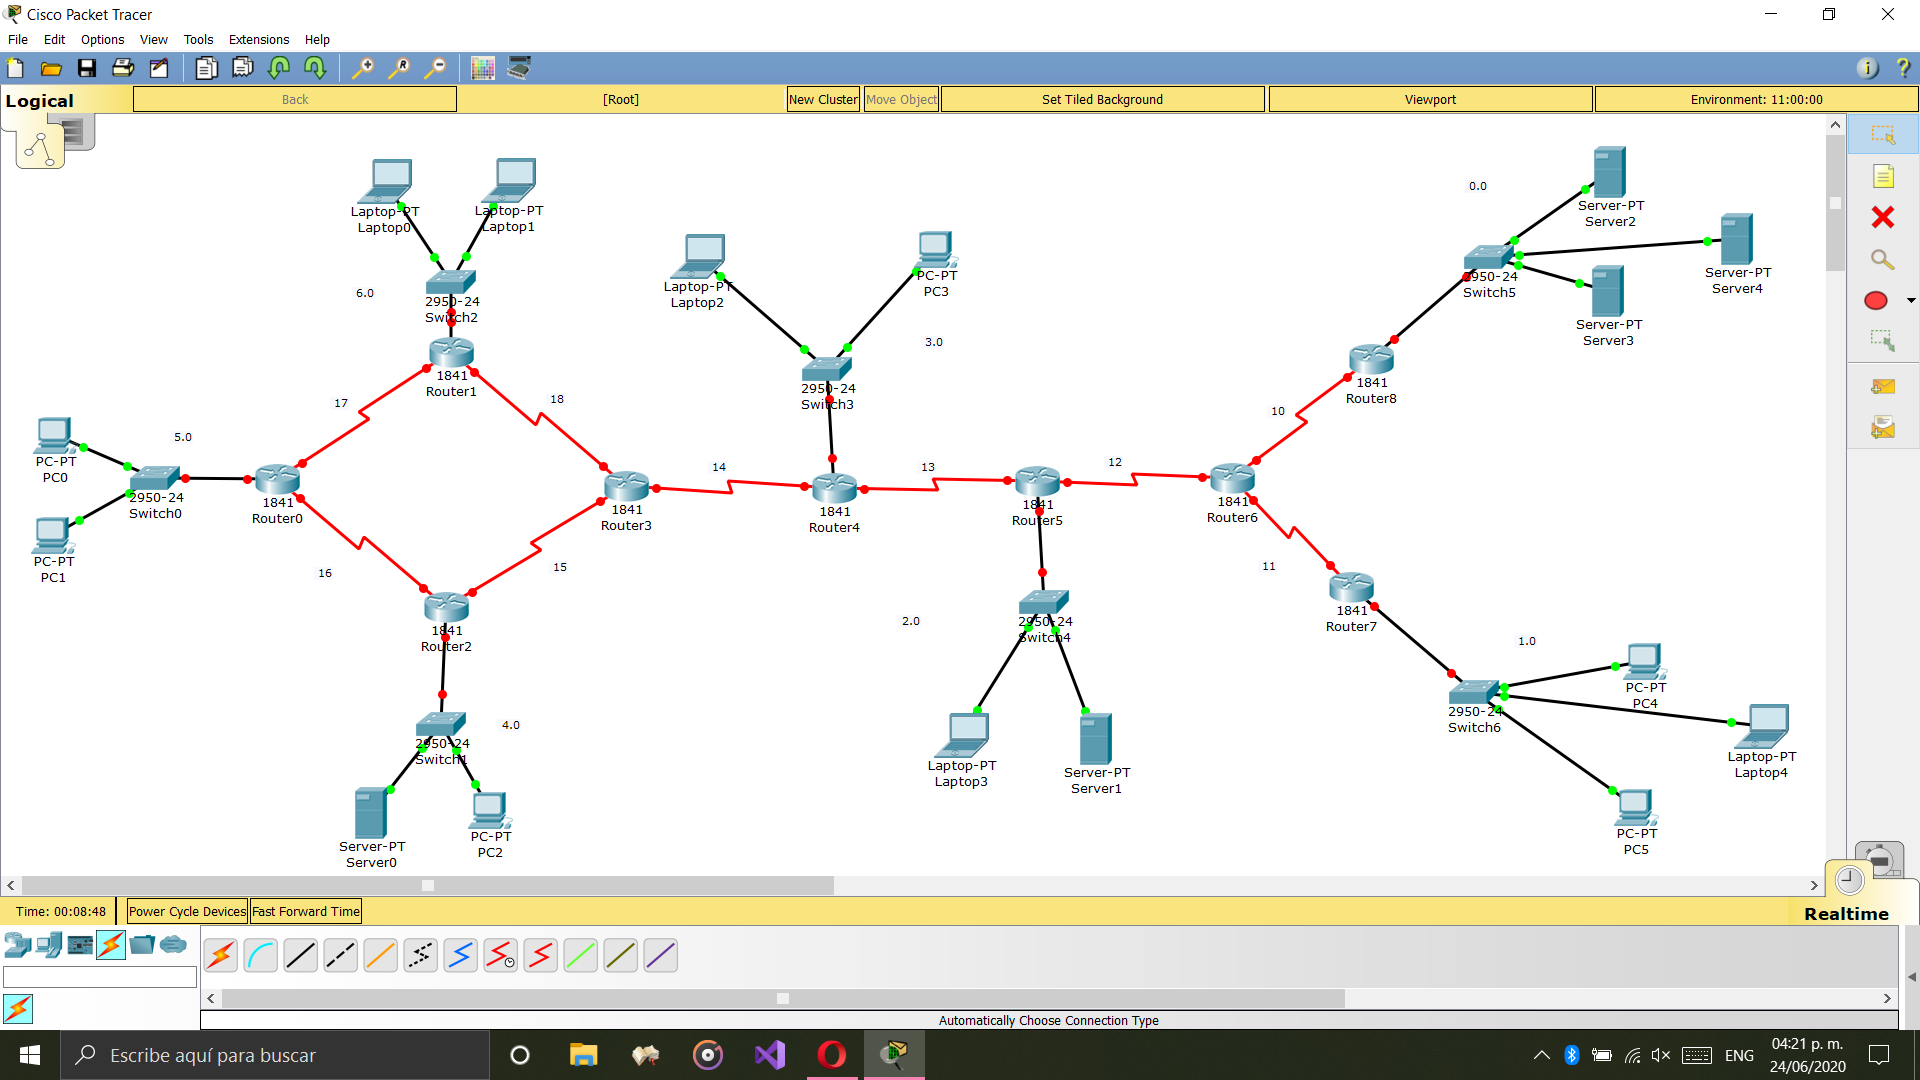 Cisco Packet Tracer
File Edit Options View Tools Extensions Help
Logical
Back
[Root]
New Cluster
Move Object
Set Tiled Background
Viewport
Environment: 11:00:00
Laptop-PT
Laptop0
Laptop-PT
Laptop1
6.0
2950-24
Switch2
1841
Router1
17
18
PC-PT
PC0
5.0
2950-24
Switch0
PC-PT
PC1
1841
Router0
16
15
1841
Router2
1841
Router3
14
4.0
2950-24
Switch1
Server-PT
Server0
PC-PT
PC2
Laptop-PT
Laptop2
PC-PT
PC3
3.0
2950-24
Switch3
1841
Router4
13
1841
Router5
12
2.0
2950-24
Switch4
Laptop-PT
Laptop3
Server-PT
Server1
1841
Router6
10
11
1841
Router8
0.0
2950-24
Switch5
Server-PT
Server2
Server-PT
Server4
Server-PT
Server3
1841
Router7
1.0
2950-24
Switch6
PC-PT
PC4
Laptop-PT
Laptop4
PC-PT
PC5
Time: 00:08:48
Power Cycle Devices
Fast Forward Time
Realtime
Automatically Choose Connection Type
Escribe aquí para buscar
ENG
04:21 p. m.
24/06/2020